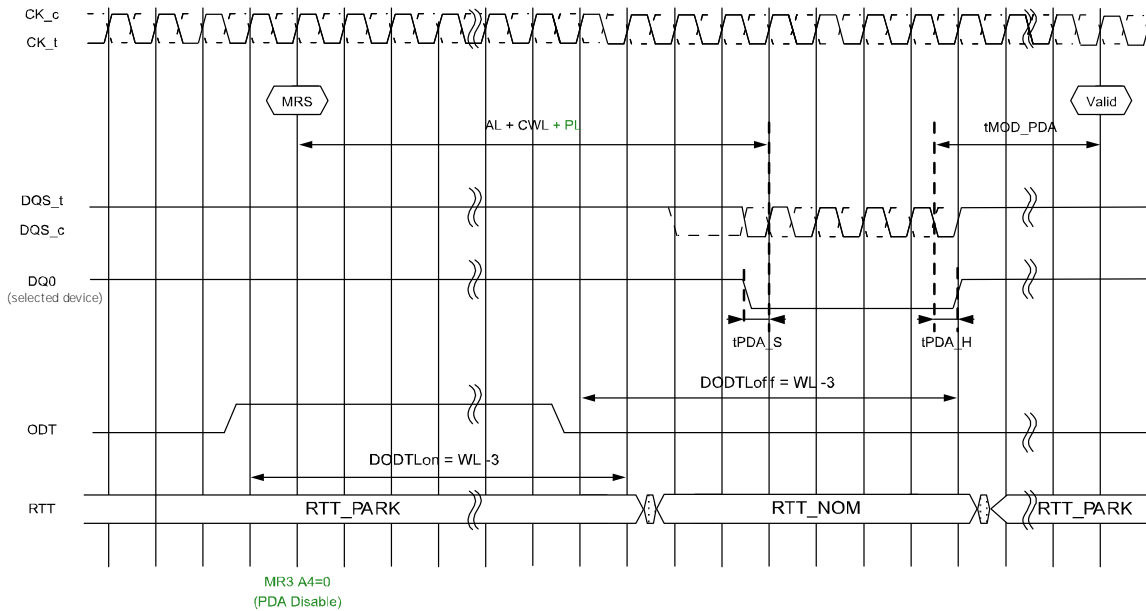 CK_c
CK_t
MRS
Valid
AL + CWL + PL
tMOD_PDA
DQS_t
DQS_c
DQ0
(selected device)
tPDA_S
tPDA_H
DODTLoff = WL -3
ODT
DODTLon = WL -3
RTT
RTT_PARK
RTT_NOM
RTT_PARK
MR3 A4=0
(PDA Disable)